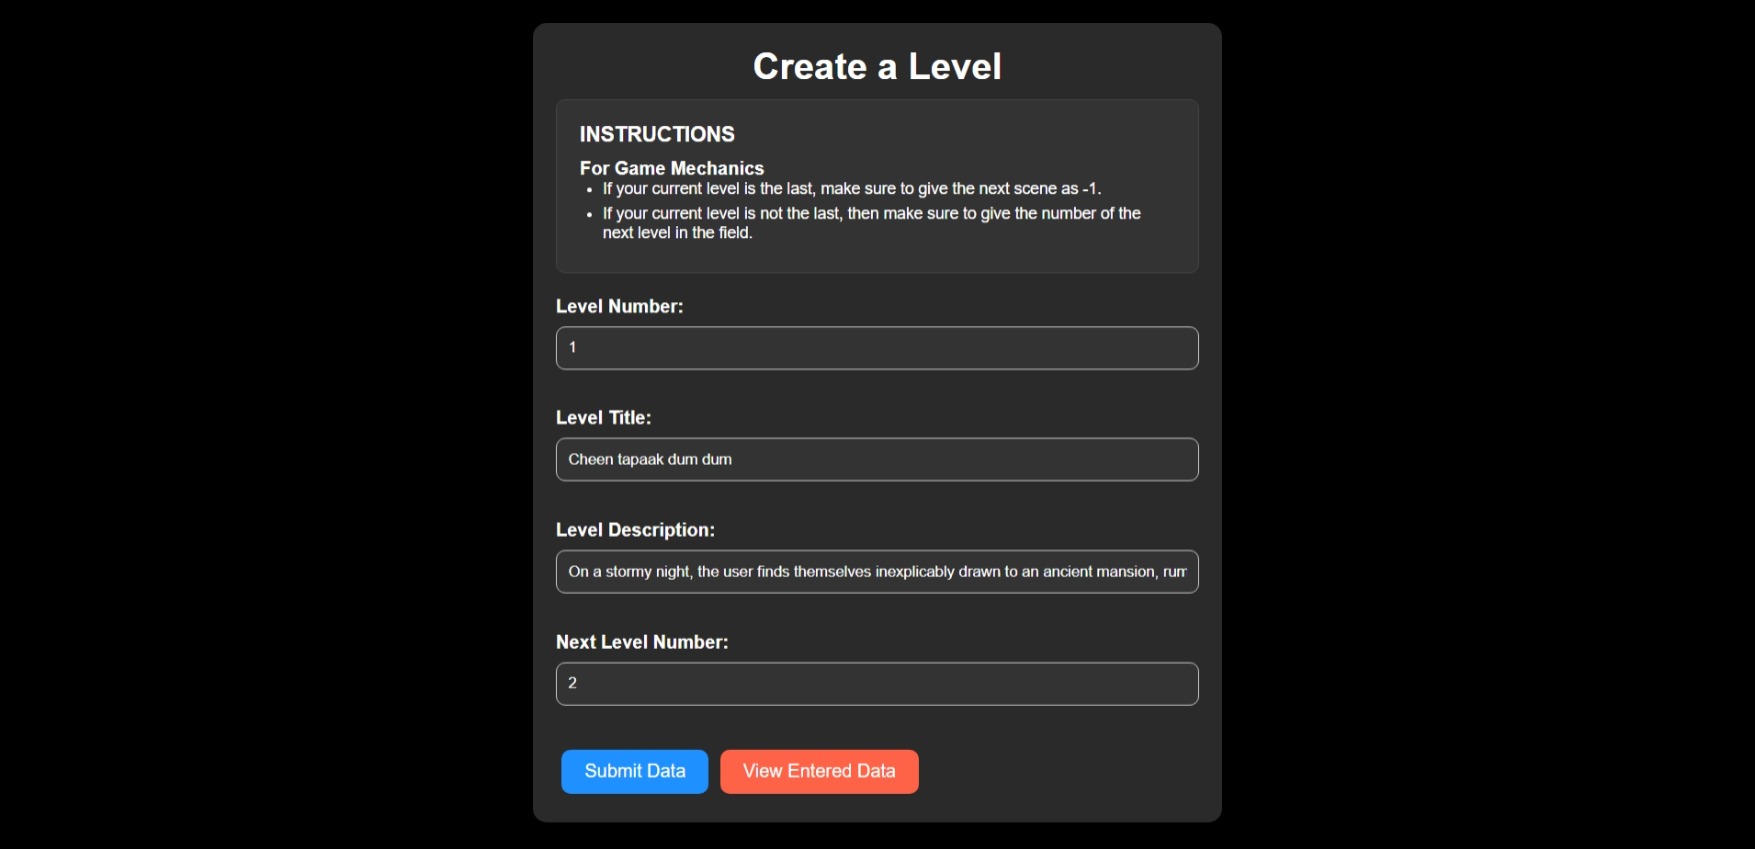 Create a Level
INSTRUCTIONS
For Game Mechanics
• If your current level is the last, make sure to give the next scene as -1.
• If your current level is not the last, then make sure to give the number of the
next level in the field.
Level Number:
1
Level Title:
Cheen tapaak dum dum
Level Description:
On a stormy night, the user finds themselves inexplicably drawn to an ancient mansion,
Next Level Number:
2
Submit Data
View Entered Data